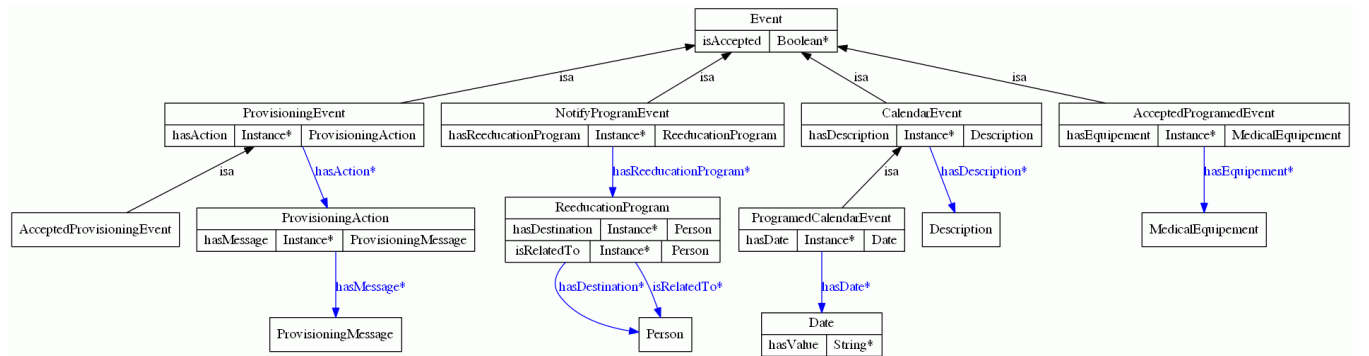 Event
isAccepted Boolean*
isa isa isa isa
ProvisioningEvent NotifyProgramEvent CalendarEvent AcceptedProgramedEvent
hasAction Instance* ProvisioningAction hasReeducationProgram Instance* ReeducationProgram hasDescription Instance* Description hasEquipement Instance* MedicalEquipement
isa hasAction* hasReeducationProgram* isa hasDescription* hasEquipement*
AcceptedProvisioningEvent ProvisioningAction ReeducationProgram ProgramedCalendarEvent Description MedicalEquipement
hasMessage Instance* ProvisioningMessage hasDestination Instance* Person hasDate Instance* Date
isRelatedTo Instance* Person
hasMessage* hasDestination* isRelatedTo* hasDate*
ProvisioningMessage Person Date
hasValue String*